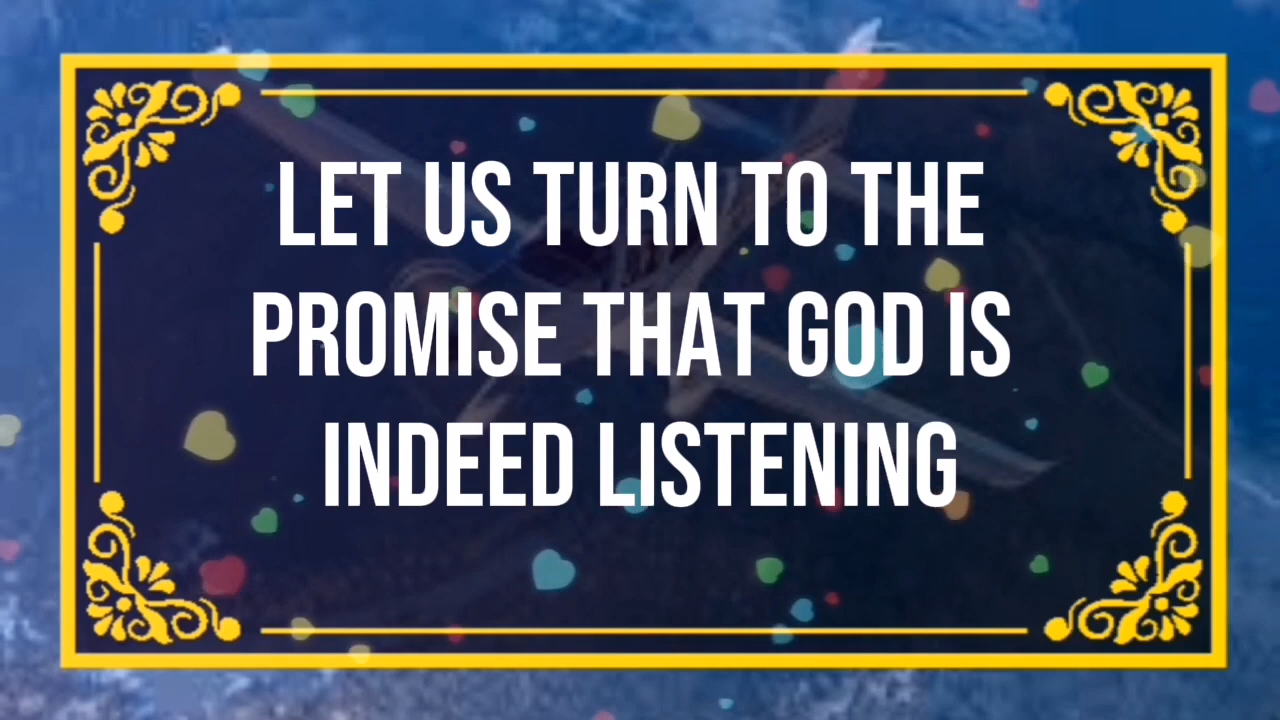 LET US TURN TO THE
PROMISE THAT GOD IS
INDEED LISTENING